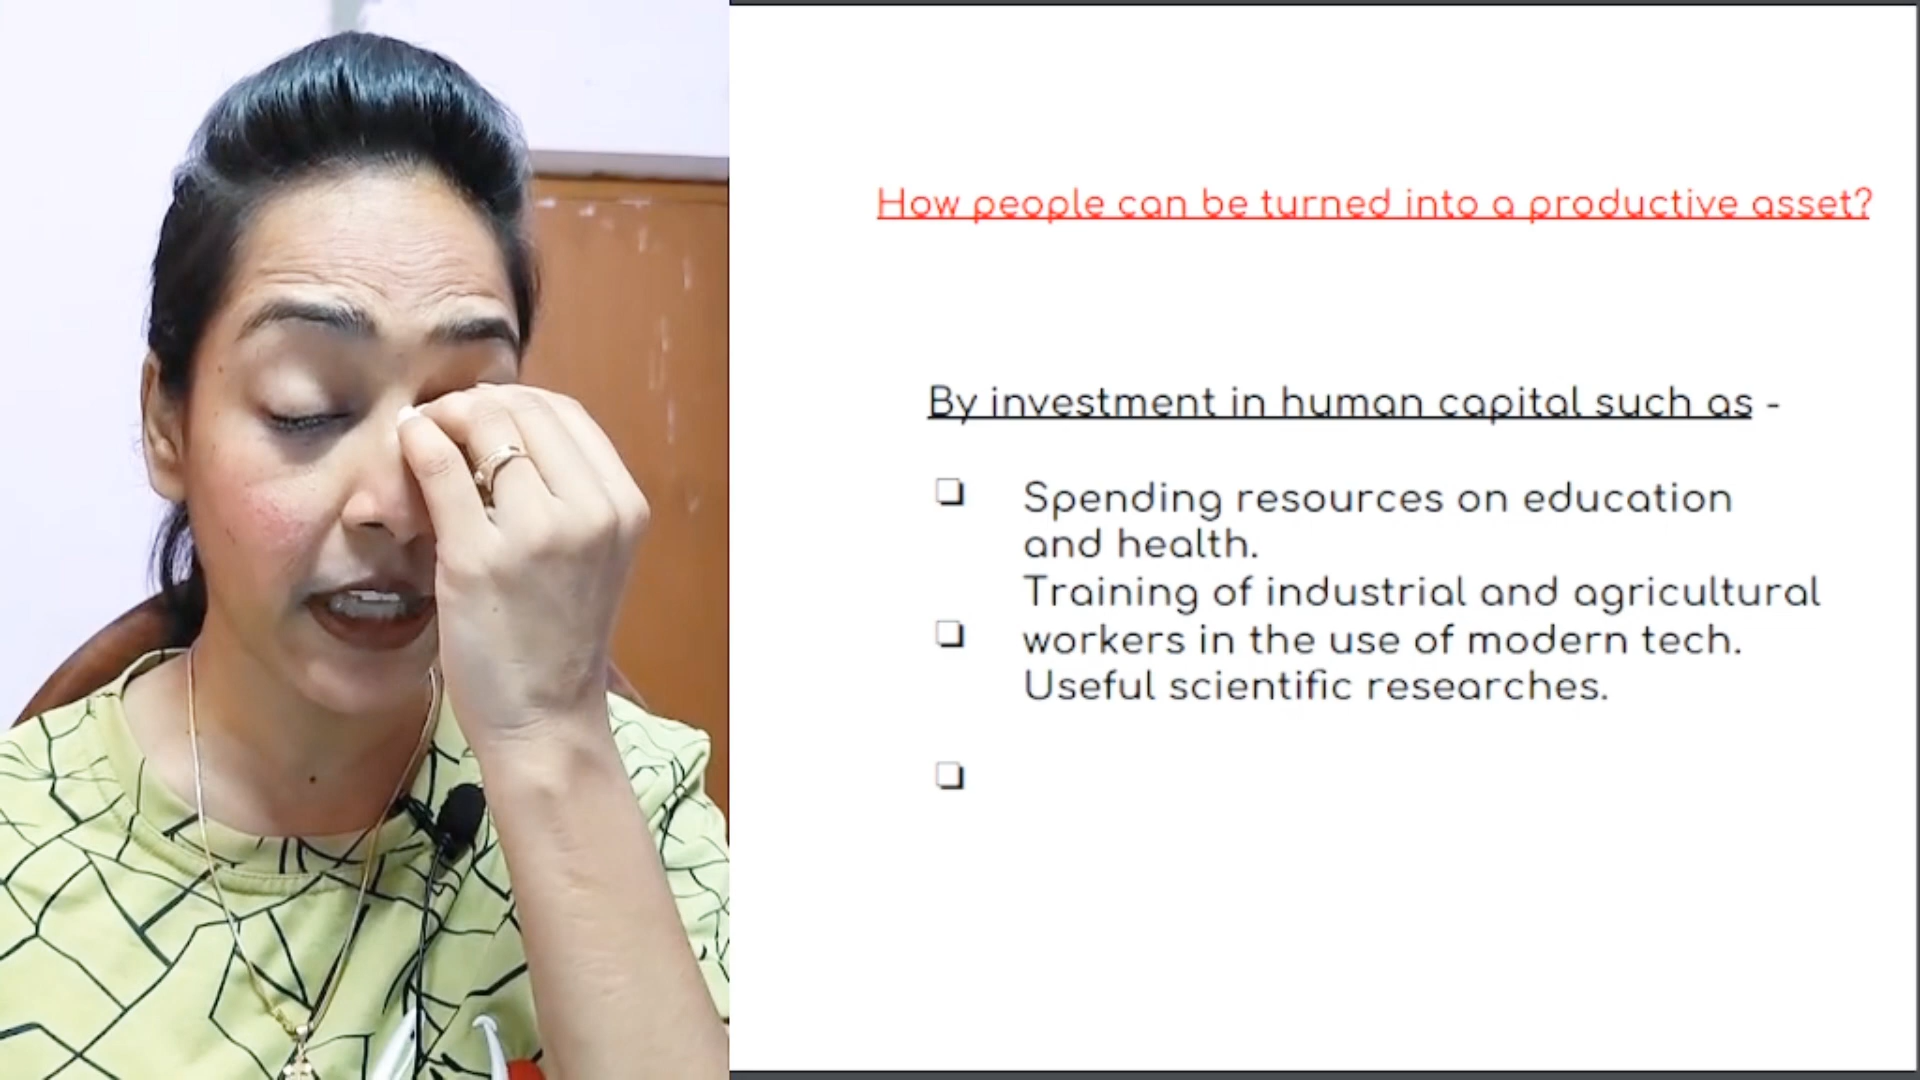 How people can be turned into a productive asset?
By investment in human capital such as -
❏ Spending resources on education
and health.
Training of industrial and agricultural
❏ workers in the use of modern tech.
Useful scientific researches.
❏